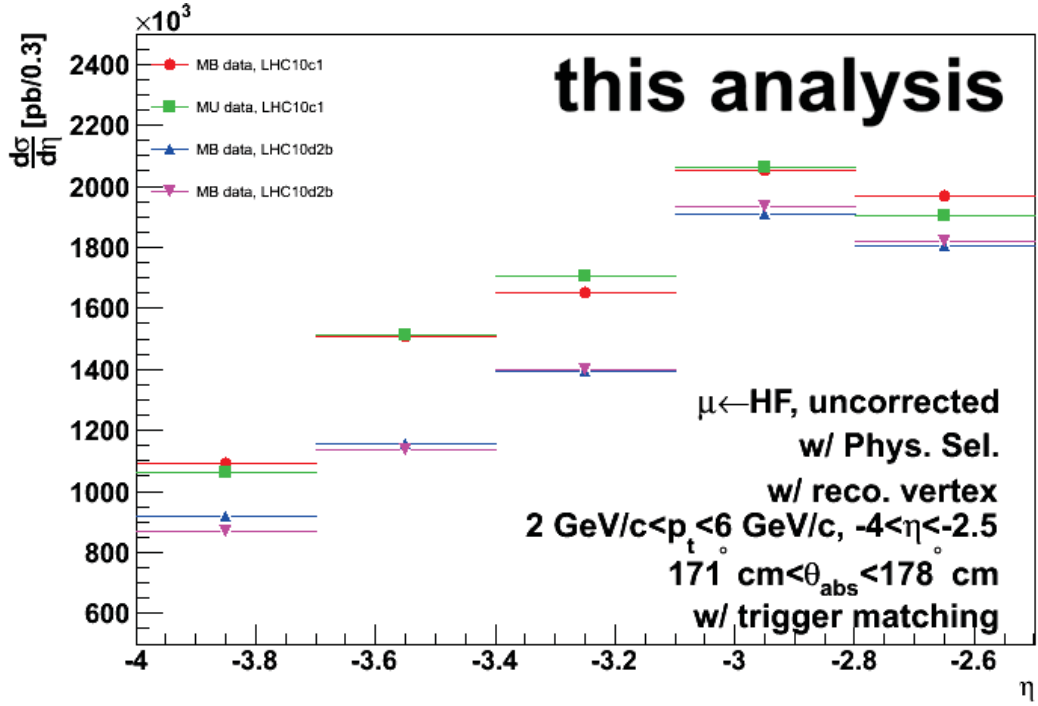 ×10³
dσ/dη [pb/0.3]
2400
2200
2000
1800
1600
1400
1200
1000
800
600
MB data, LHC10c1
MU data, LHC10c1
MB data, LHC10d2b
MB data, LHC10d2b
this analysis
μ←HF, uncorrected
w/ Phys. Sel.
w/ reco. vertex
2 GeV/c<p_t<6 GeV/c, -4<η<-2.5
171° cm<θ_abs<178° cm
w/ trigger matching
-4 -3.8 -3.6 -3.4 -3.2 -3 -2.8 -2.6
η